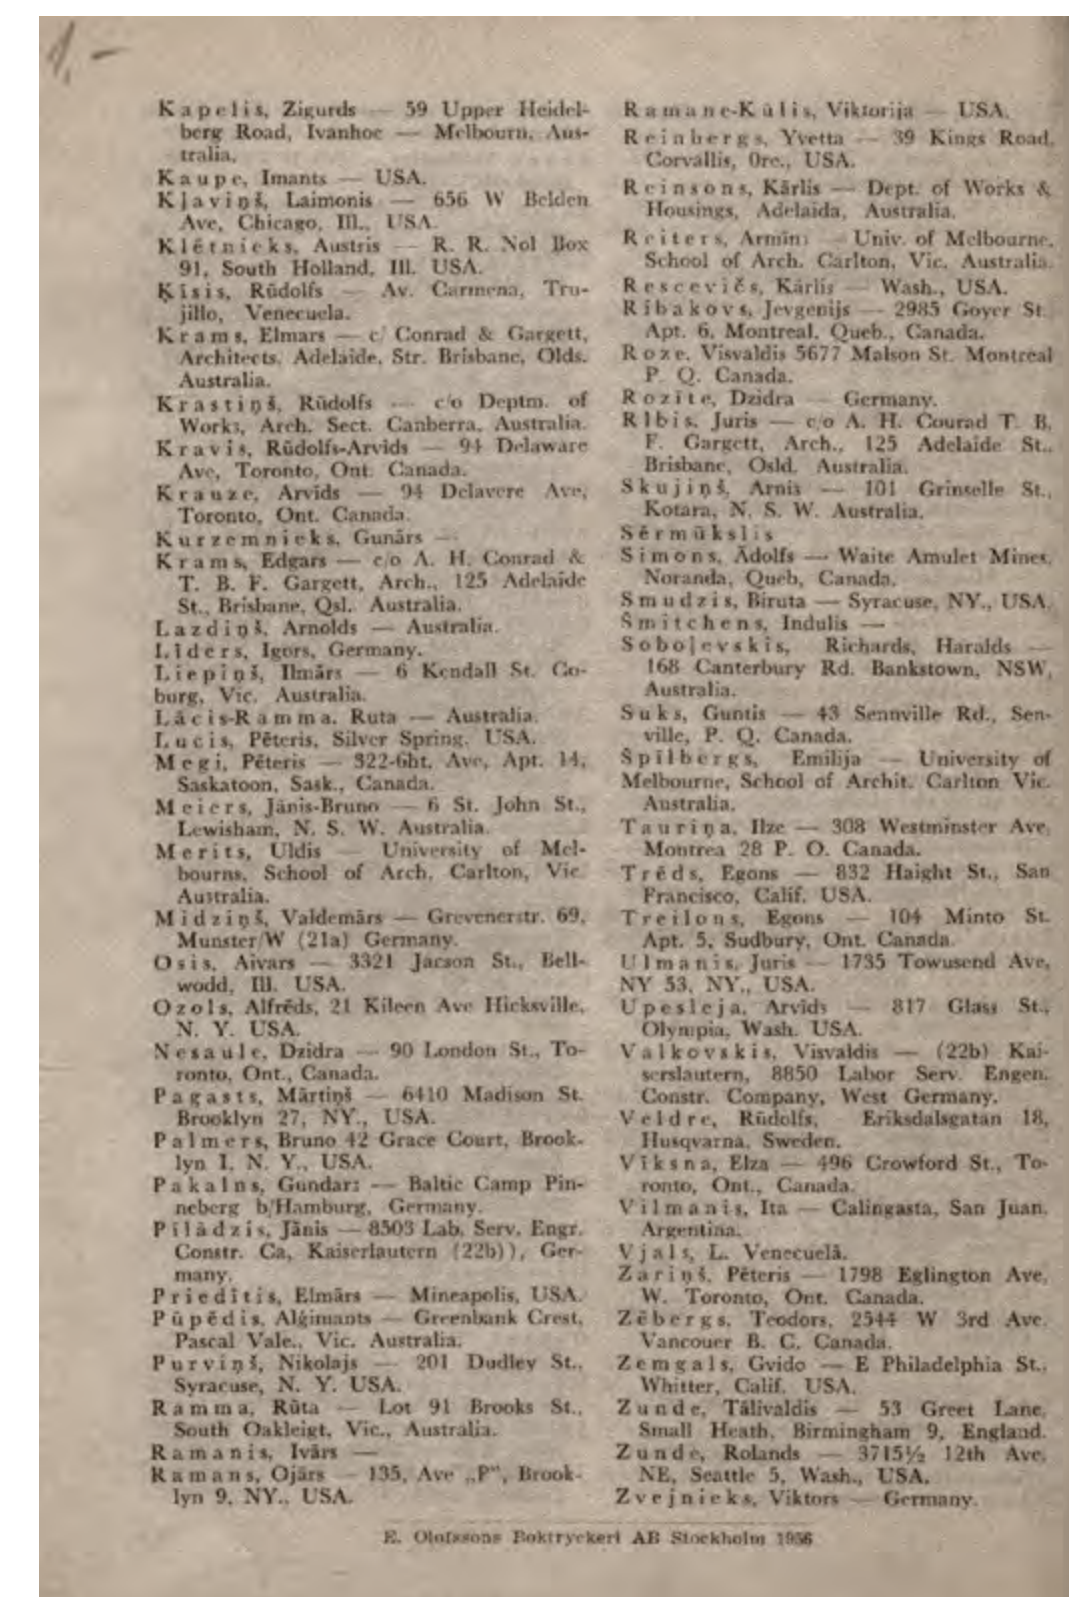 1,-
Kapelis, Zigurds — 59 Upper Heidel-
berg Road, Ivanhoe — Melbourn, Aus-
tralia.
Kaupe, Imants — USA.
Kļaviņš, Laimonis — 656 W Belden
Ave, Chicago, Ill., USA.
Klētnieks, Austris — R. R. Nol Box
91, South Holland, Ill. USA.
Ķīsis, Rūdolfs — Av. Carmena, Tru-
jillo, Venecuela.
Krams, Elmars — c/ Conrad & Gargett,
Architects, Adelaide, Str. Brisbane, Olds.
Australia.
Krastiņš, Rūdolfs — c/o Deptm. of
Works, Arch. Sect. Canberra, Australia.
Kravis, Rūdolfs-Arvids — 94 Delaware
Ave, Toronto, Ont. Canada.
Krauze, Arvids — 94 Delavere Ave,
Toronto, Ont. Canada.
Kurzemnieks, Gunārs —
Krams, Edgars — c/o A. H. Conrad &
T. B. F. Gargett, Arch., 125 Adelaide
St., Brisbane, Qsl. Australia.
Lazdiņš, Arnolds — Australia.
Līders, Igors, Germany.
Liepiņš, Ilmārs — 6 Kendall St. Co-
burg, Vic. Australia.
Lācis-Ramma, Ruta — Australia.
Lucis, Pēteris, Silver Spring, USA.
Megi, Pēteris — 322-6ht. Ave, Apt. 14,
Saskatoon, Sask., Canada.
Meiers, Jānis-Bruno — 6 St. John St.,
Lewisham, N. S. W. Australia.
Merits, Uldis — University of Mel-
bourns, School of Arch, Carlton, Vic
Australia.
Midziņš, Valdemārs — Grevenerstr. 69,
Munster/W (21a) Germany.
Osis, Aivars — 3321 Jacson St., Bell-
wodd, Ill. USA.
Ozols, Alfrēds, 21 Kileen Ave Hicksville,
N. Y. USA.
Nesaule, Dzidra — 90 London St., To-
ronto, Ont., Canada.
Pagasts, Mārtiņš — 6410 Madison St.
Brooklyn 27, NY., USA.
Palmers, Bruno 42 Grace Court, Brook-
lyn 1, N. Y., USA.
Pakalns, Gundars — Baltic Camp Pin-
neberg b/Hamburg, Germany.
Pīlādzis, Jānis — 8503 Lab. Serv. Engr.
Constr. Ca, Kaiserlautern (22b)), Ger-
many.
Priedītis, Elmārs — Mineapolis, USA.
Pūpēdis, Alģimants — Greenbank Crest,
Pascal Vale., Vic. Australia.
Purviņš, Nikolajs — 201 Dudley St.,
Syracuse, N. Y. USA.
Ramma, Rūta — Lot 91 Brooks St.,
South Oakleigt, Vic., Australia.
Ramanis, Ivārs —
Ramans, Ojārs — 135, Ave „P“, Brook-
lyn 9, NY., USA.
Ramane-Kūlis, Viktorija — USA.
Reinbergs, Yvetta — 39 Kings Road,
Corvallis, Ore., USA.
Reinsons, Kārlis — Dept. of Works &
Housings, Adelaida, Australia.
Reiters, Armīns — Univ. of Melbourne,
School of Arch. Carlton, Vic. Australia.
Rescevičs, Kārlis — Wash., USA.
Ribakovs, Jevgenijs — 2985 Goyer St.
Apt. 6, Montreal, Queb., Canada.
Roze, Visvaldis 5677 Malson St. Montreal
P. Q. Canada.
Rozīte, Dzidra — Germany.
Rībis, Juris — c/o A. H. Courad T. B.
F. Gargett, Arch., 125 Adelaide St.,
Brisbane, Osld. Australia.
Skujiņš, Arnis — 101 Grinselle St.,
Kotara, N. S. W. Australia.
Sērmūkslis
Simons, Ādolfs — Waite Amulet Mines,
Noranda, Queb, Canada.
Smudzis, Biruta — Syracuse, NY., USA.
Šmitchens, Indulis —
Soboļevskis, Richards, Haralds —
168 Canterbury Rd. Bankstown, NSW,
Australia.
Suks, Guntis — 43 Sennville Rd., Sen-
ville, P. Q. Canada.
Špilbergs, Emilija — University of
Melbourne, School of Archit. Carlton Vic.
Australia.
Tauriņa, Ilze — 308 Westminster Ave,
Montrea 28 P. O. Canada.
Trēds, Egons — 832 Haight St., San
Francisco, Calif. USA.
Treilons, Egons — 104 Minto St.
Apt. 5, Sudbury, Ont. Canada.
Ulmanis, Juris — 1735 Towusend Ave,
NY 53, NY., USA.
Upesleja, Arvīds — 817 Glass St.,
Olympia, Wash. USA.
Valkovskis, Visvaldis — (22b) Kai-
serslautern, 8850 Labor Serv. Engen.
Constr. Company, West Germany.
Veldre, Rūdolfs, Eriksdalsgatan 18,
Husqvarna, Sweden.
Vīksna, Elza — 496 Crowford St., To-
ronto, Ont., Canada.
Vilmanis, Ita — Calingasta, San Juan,
Argentina.
Vjals, L. Venecuelā.
Zariņš, Pēteris — 1798 Eglington Ave,
W. Toronto, Ont. Canada.
Zēbergs, Teodors, 2544 W 3rd Ave.
Vancouer B. C. Canada.
Zemgals, Gvido — E Philadelphia St.,
Whitter, Calif. USA.
Zunde, Tālivaldis — 53 Greet Lane,
Small Heath, Birmingham 9, England.
Zunde, Rolands — 3715½ 12th Ave,
NE, Seattle 5, Wash., USA.
Zvejnieks, Viktors — Germany.
E. Olofssons Boktryckeri AB Stockholm 1956